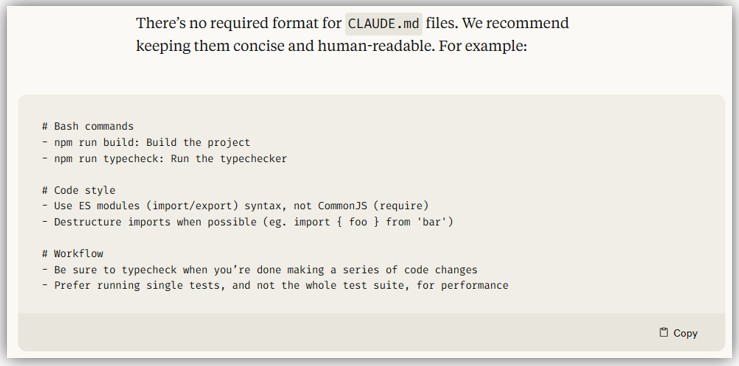 There’s no required format for CLAUDE.md files. We recommend
keeping them concise and human-readable. For example:
# Bash commands
- npm run build: Build the project
- npm run typecheck: Run the typechecker
# Code style
- Use ES modules (import/export) syntax, not CommonJS (require)
- Destructure imports when possible (eg. import { foo } from 'bar')
# Workflow
- Be sure to typecheck when you’re done making a series of code changes
- Prefer running single tests, and not the whole test suite, for performance
Copy